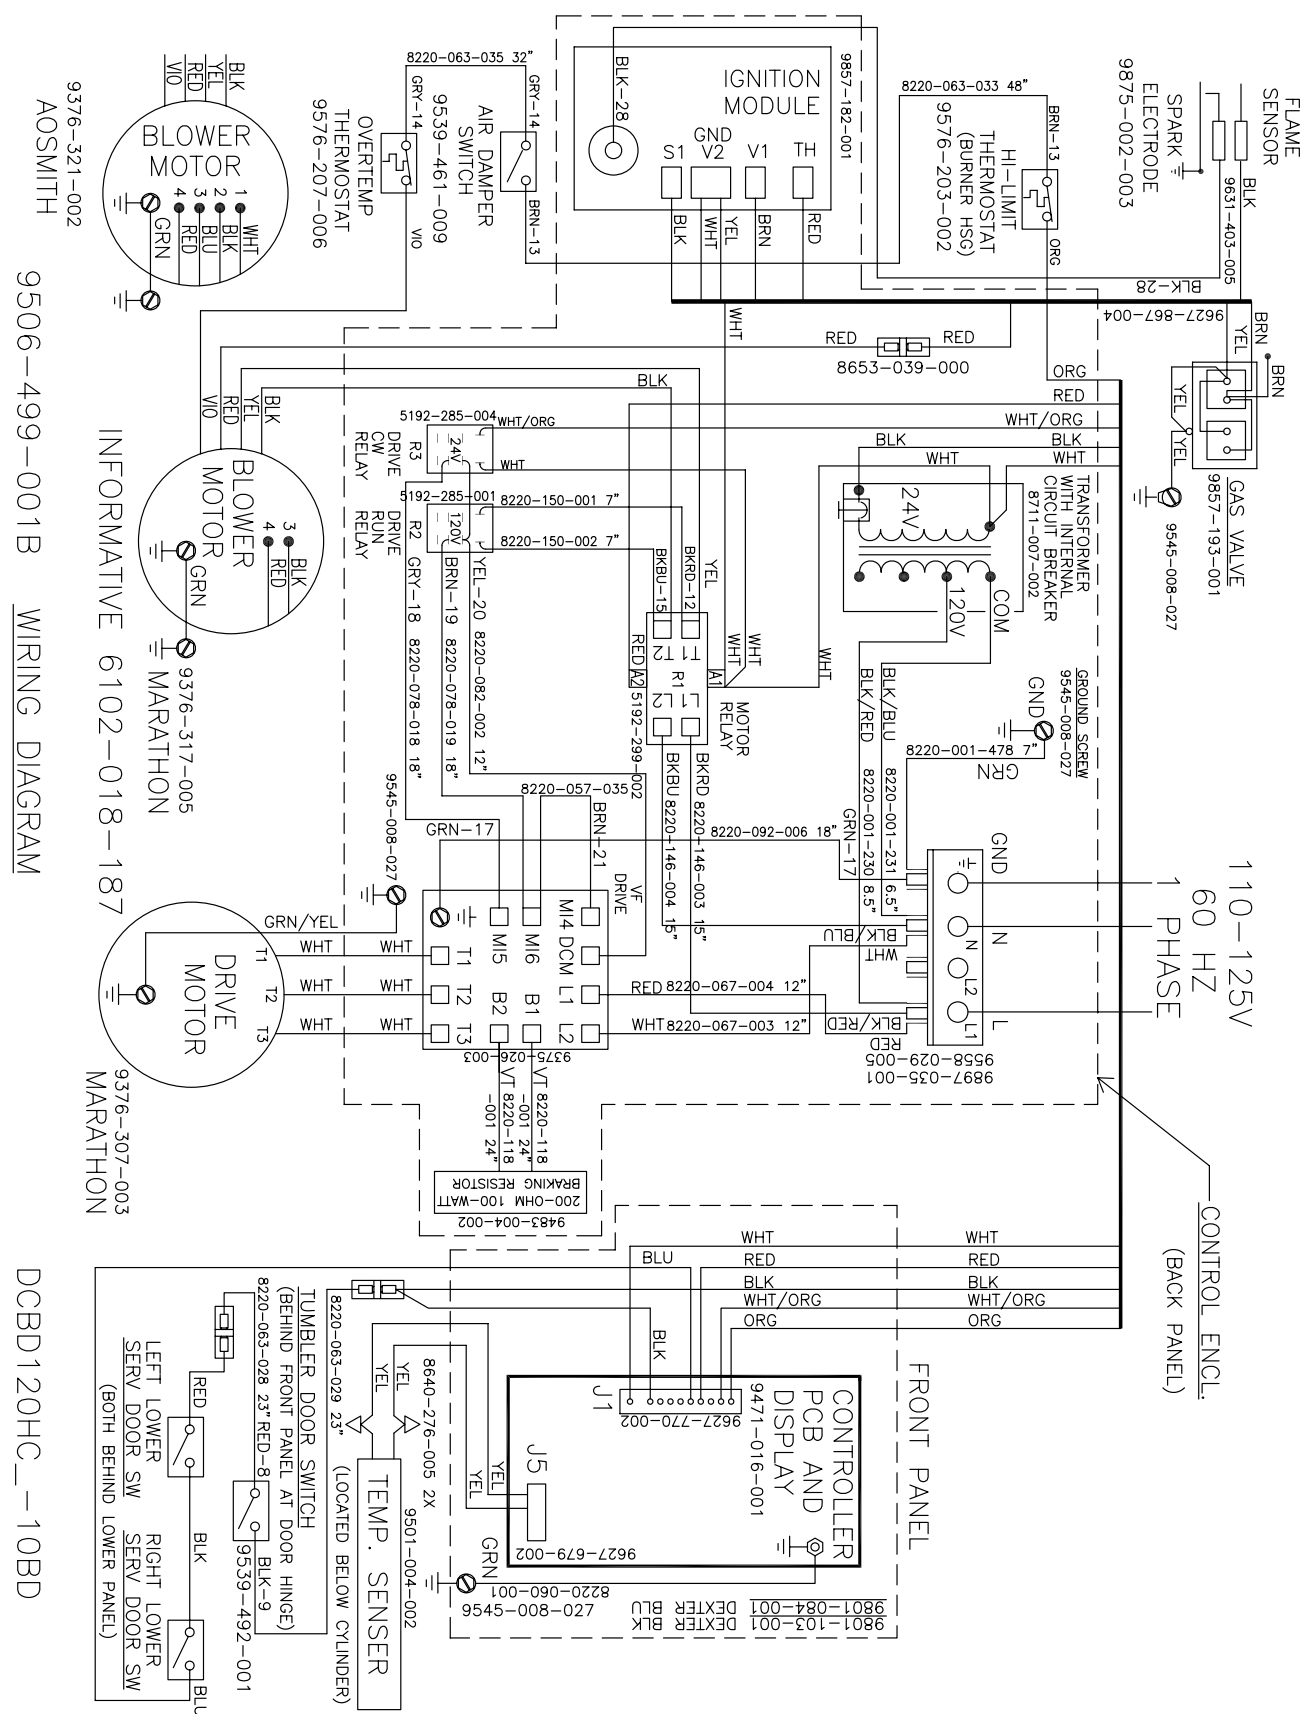 FLAME
SENSOR
SPARK
ELECTRODE
9875-002-003
BLK
9631-403-005
BLK-28
9627-867-004
BRN
YEL
BRN
YEL
YEL
GAS VALVE
9857-193-001
9545-008-027
8220-063-033 48"
BRN-13
HI-LIMIT
THERMOSTAT
(BURNER HSG)
9576-203-002
ORG
9857-182-001
IGNITION
MODULE
BLK-28
GND
S1
V2
V1
TH
BLK
WHT
YEL
BRN
RED
8220-063-035 32"
GRY-14
GRY-14
AIR DAMPER
SWITCH
9539-461-009
BRN-13
OVERTEMP
THERMOSTAT
9576-207-006
VIO
BLK
YEL
RED
VIO
BLOWER
MOTOR
4
3
2
1
GRN
RED
BLU
BLK
WHT
9376-321-002
AOSMITH
WHT
RED
RED
8653-039-000
ORG
RED
WHT/ORG
BLK
WHT
BLK
WHT
BLK
5192-285-004
WHT/ORG
24V
R3
DRIVE
CW
RELAY
WHT
5192-285-001
8220-150-001 7"
120V
R2
DRIVE
RUN
RELAY
8220-150-002 7"
VIO
RED
YEL
BLK
BLOWER
MOTOR
3
4
BLK
RED
GRN
9376-317-005
MARATHON
TRANSFORMER
WITH INTERNAL
CIRCUIT BREAKER
8711-007-002
24V
COM
120V
YEL
BKRD-12
BKBU-15
WHT
WHT
WHT
T1
T2
R1
A1
A2
RED
L1
L2
5192-299-002
MOTOR
RELAY
GRY-18
8220-078-018 18"
BRN-19
8220-078-019 18"
YEL-20
8220-082-002 12"
BLK/RED
BLK/BLU
8220-001-230 8.5"
8220-001-231 6.5"
GROUND SCREW
9545-008-027
GND
8220-001-478 7"
GRN
BKRD
8220-146-003 15"
BKBU
8220-146-004 15"
8220-057-035
BRN-21
8220-092-006 18"
GRN-17
GRN-17
9545-008-027
VF
DRIVE
MI4
DCM
L1
L2
MI6
MI5
B1
B2
T1
T2
T3
9375-026-003
GRN/YEL
WHT
WHT
WHT
WHT
WHT
WHT
T1
T2
T3
DRIVE
MOTOR
9376-307-003
MARATHON
RED
8220-067-004 12"
WHT
8220-067-003 12"
BLK/BLU
WHT
BLK/RED
RED
GND
N
L
N
L2
L1
9558-029-005
9897-035-001
110-125V
60 HZ
1 PHASE
VT 8220-118
-001 24"
VT 8220-118
-001 24"
200-OHM 100-WATT
BRAKING RESISTOR
9483-004-002
CONTROL ENCL.
(BACK PANEL)
WHT
WHT
BLU
RED
RED
BLK
BLK
WHT/ORG
WHT/ORG
ORG
ORG
BLK
FRONT PANEL
J1
9627-770-002
CONTROLLER
PCB AND
DISPLAY
9471-016-001
J5
9627-679-002
YEL
YEL
YEL
YEL
8640-276-005 2X
GRN
8220-060-001
9545-008-027
9801-084-001 DEXTER BLU
9801-103-001 DEXTER BLK
TEMP. SENSER
9501-004-002
(LOCATED BELOW CYLINDER)
8220-063-029 23"
TUMBLER DOOR SWITCH
(BEHIND FRONT PANEL AT DOOR HINGE)
8220-063-028 23"
RED-8
BLK-9
9539-492-001
RED
BLK
BLU
LEFT LOWER
SERV DOOR SW
RIGHT LOWER
SERV DOOR SW
(BOTH BEHIND LOWER PANEL)
INFORMATIVE 6102-018-187
9506-499-001B
WIRING DIAGRAM
DCBD120HC_-10BD